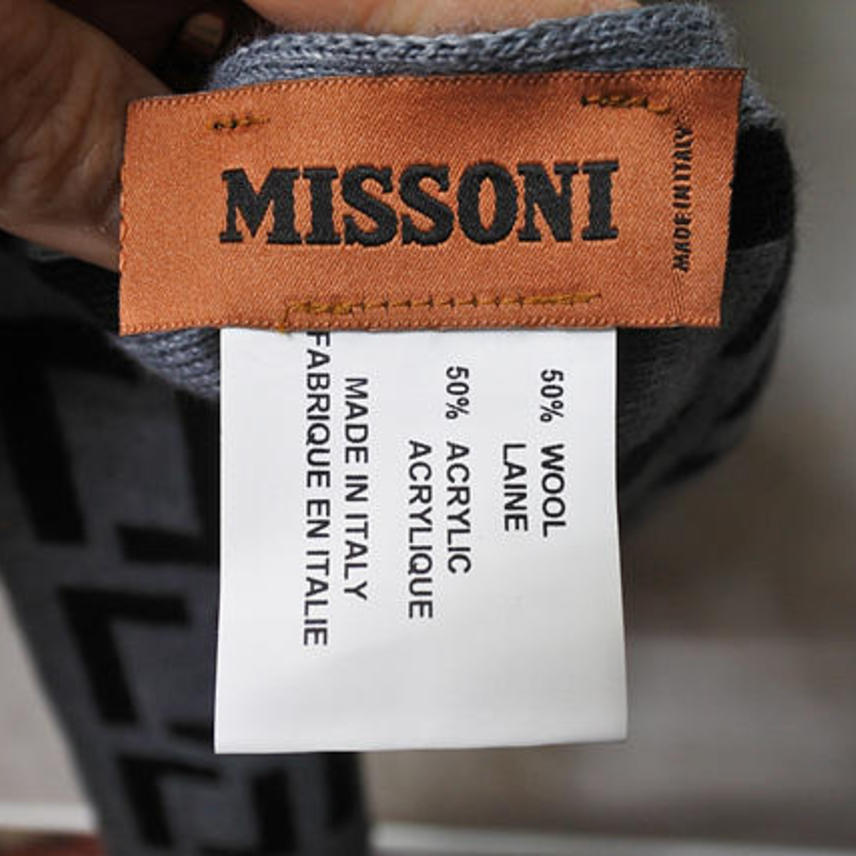 MISSONI
MADE IN ITALY
50% WOOL
LAINE
50% ACRYLIC
ACRYLIQUE
MADE IN ITALY
FABRIQUE EN ITALIE